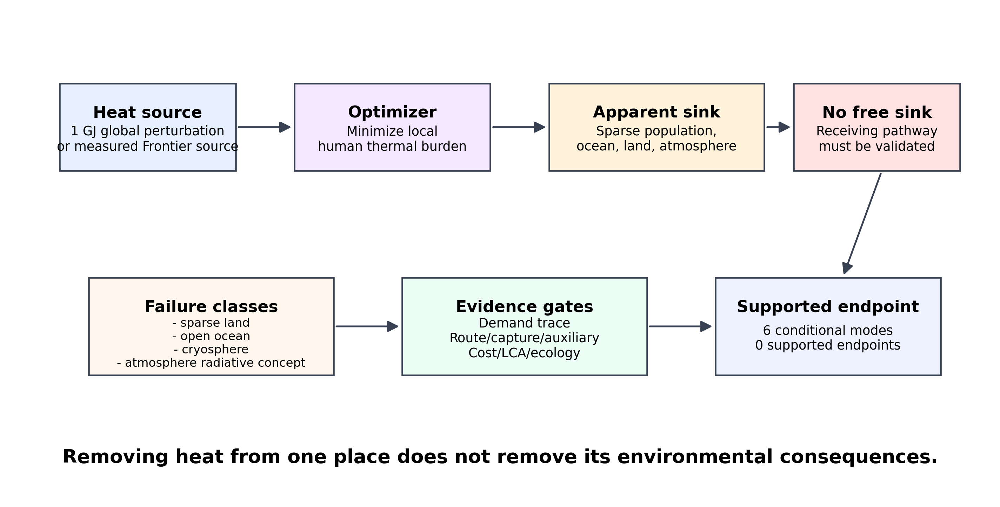 Heat source
1 GJ global perturbation
or measured Frontier source
Optimizer
Minimize local
human thermal burden
Apparent sink
Sparse population,
ocean, land, atmosphere
No free sink
Receiving pathway
must be validated
Failure classes
- sparse land
- open ocean
- cryosphere
- atmosphere radiative concept
Evidence gates
Demand trace
Route/capture/auxiliary
Cost/LCA/ecology
Supported endpoint
6 conditional modes
0 supported endpoints
Removing heat from one place does not remove its environmental consequences.